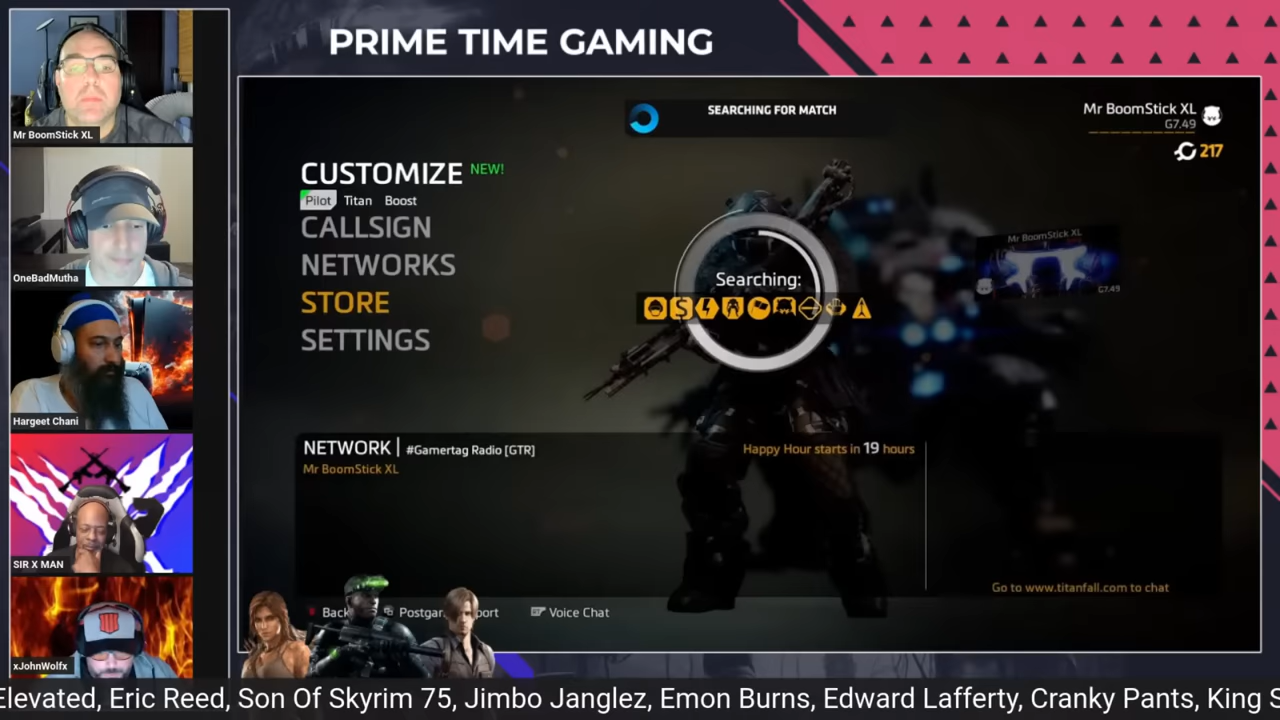 PRIME TIME GAMING
Mr BoomStick XL
OneBadMutha
Hargeet Chani
SIR X MAN
xJohnWolfx
SEARCHING FOR MATCH
Mr BoomStick XL
G7.49
217
CUSTOMIZE NEW!
Pilot Titan Boost
CALLSIGN
NETWORKS
STORE
SETTINGS
Searching:
Mr BoomStick XL
G7.49
NETWORK | #Gamertag Radio [GTR]
Mr BoomStick XL
Happy Hour starts in 19 hours
Go to www.titanfall.com to chat
Back
Voice Chat
Elevated, Eric Reed, Son Of Skyrim 75, Jimbo Janglez, Emon Burns, Edward Lafferty, Cranky Pants, King S